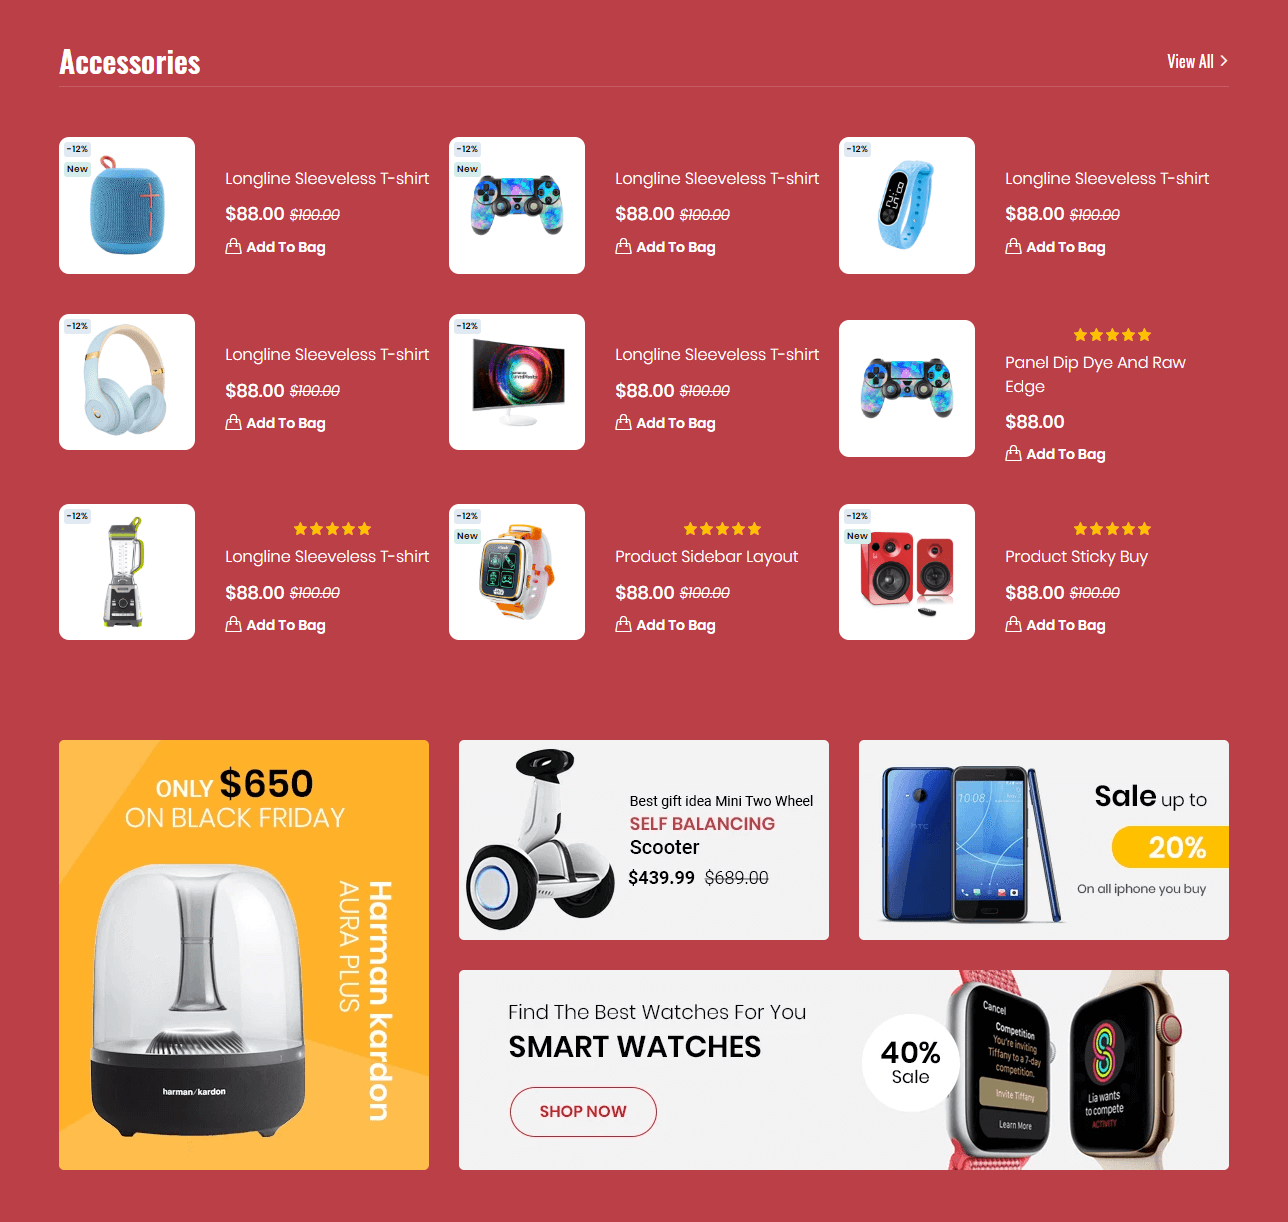 Accessories
View All
-12%
New
Longline Sleeveless T-shirt
$88.00 $100.00
Add To Bag
-12%
New
Longline Sleeveless T-shirt
$88.00 $100.00
Add To Bag
-12%
Longline Sleeveless T-shirt
$88.00 $100.00
Add To Bag
-12%
Longline Sleeveless T-shirt
$88.00 $100.00
Add To Bag
-12%
Longline Sleeveless T-shirt
$88.00 $100.00
Add To Bag
Panel Dip Dye And Raw
Edge
$88.00
Add To Bag
-12%
Longline Sleeveless T-shirt
$88.00 $100.00
Add To Bag
-12%
New
Product Sidebar Layout
$88.00 $100.00
Add To Bag
-12%
New
Product Sticky Buy
$88.00 $100.00
Add To Bag
ONLY $650
ON BLACK FRIDAY
Harman kardon
AURA PLUS
harman/kardon
Best gift idea Mini Two Wheel
SELF BALANCING
Scooter
$439.99 $689.00
10:08
hTC
Sale up to
20%
On all iphone you buy
Find The Best Watches For You
SMART WATCHES
SHOP NOW
40%
Sale
Cancel
Competition
You're inviting
Tiffany to a 7-day
competition.
Invite Tiffany
Learn More
Lia wants
to compete
ACTIVITY